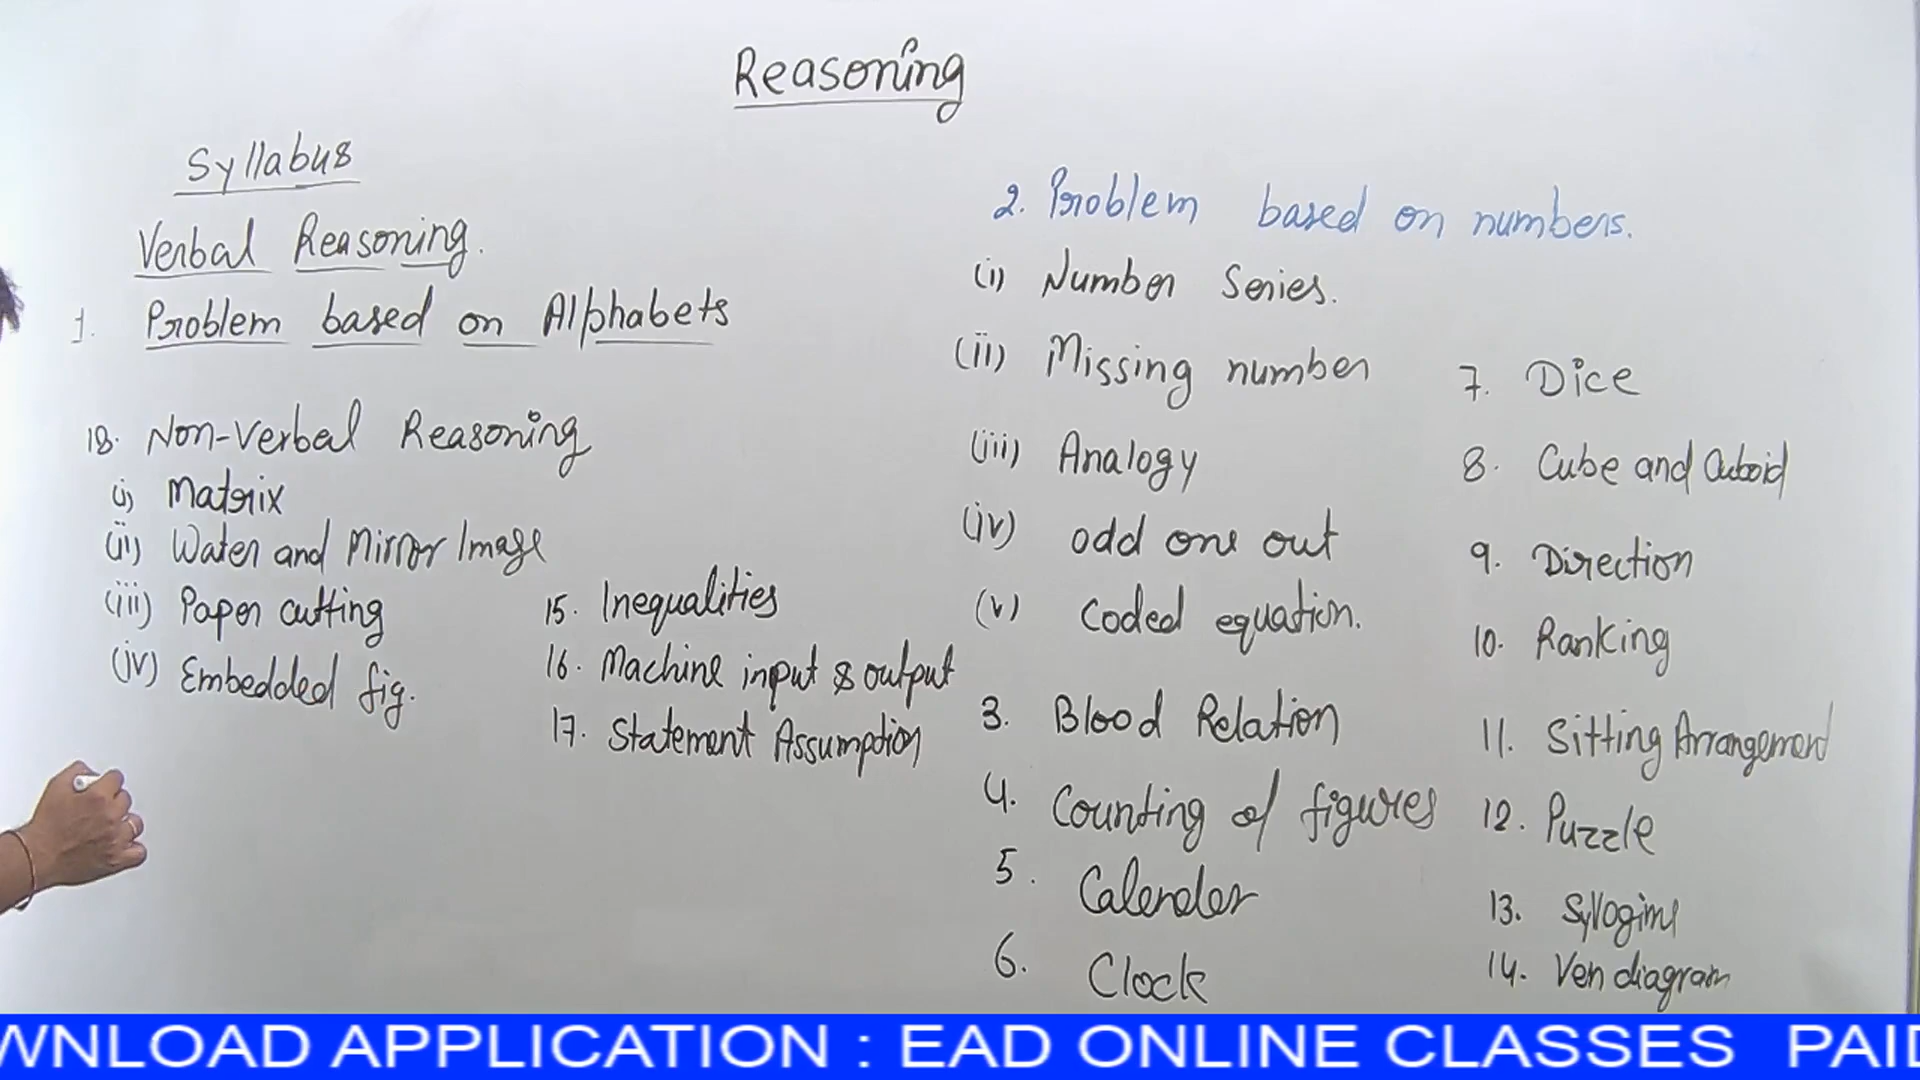 Reasoning
Syllabus
Verbal Reasoning.
1. Problem based on Alphabets
18. Non-Verbal Reasoning
(i) Matrix
(ii) Water and Mirror Image
(iii) Paper cutting
(iv) Embedded fig.
15. Inequalities
16. Machine input & output
17. Statement Assumption
2. Problem based on numbers.
(i) Number Series.
(ii) Missing number
(iii) Analogy
(iv) odd one out
(v) Coded equation.
3. Blood Relation
4. Counting of figures
5. Calender
6. Clock
7. Dice
8. Cube and Cuboid
9. Direction
10. Ranking
11. Sitting Arrangement
12. Puzzle
13. Syllogims
14. Ven diagram
WNLOAD APPLICATION : EAD ONLINE CLASSES PAID